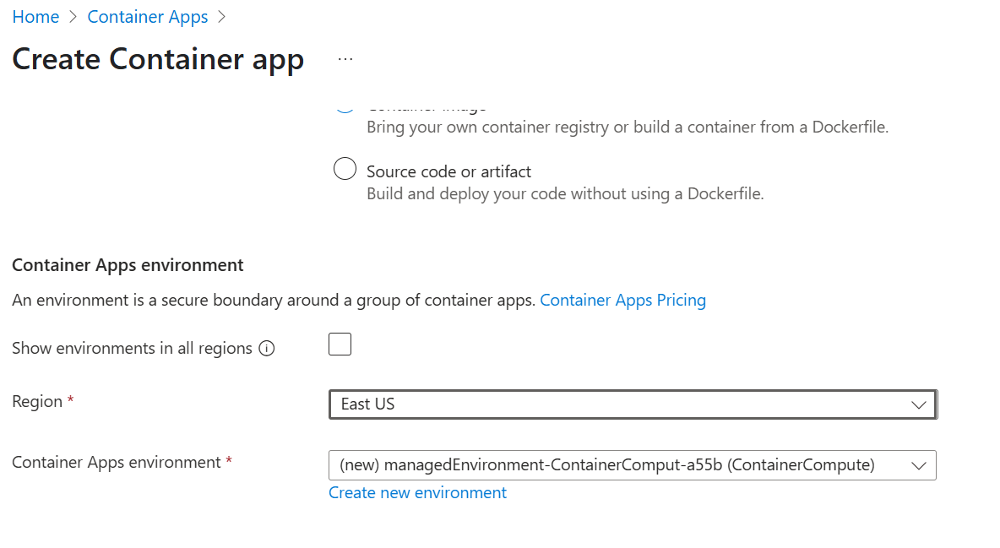 Home > Container Apps >
Create Container app ...
Container image
Bring your own container registry or build a container from a Dockerfile.
Source code or artifact
Build and deploy your code without using a Dockerfile.
Container Apps environment
An environment is a secure boundary around a group of container apps. Container Apps Pricing
Show environments in all regions
Region *
East US
Container Apps environment *
(new) managedEnvironment-ContainerComput-a55b (ContainerCompute)
Create new environment